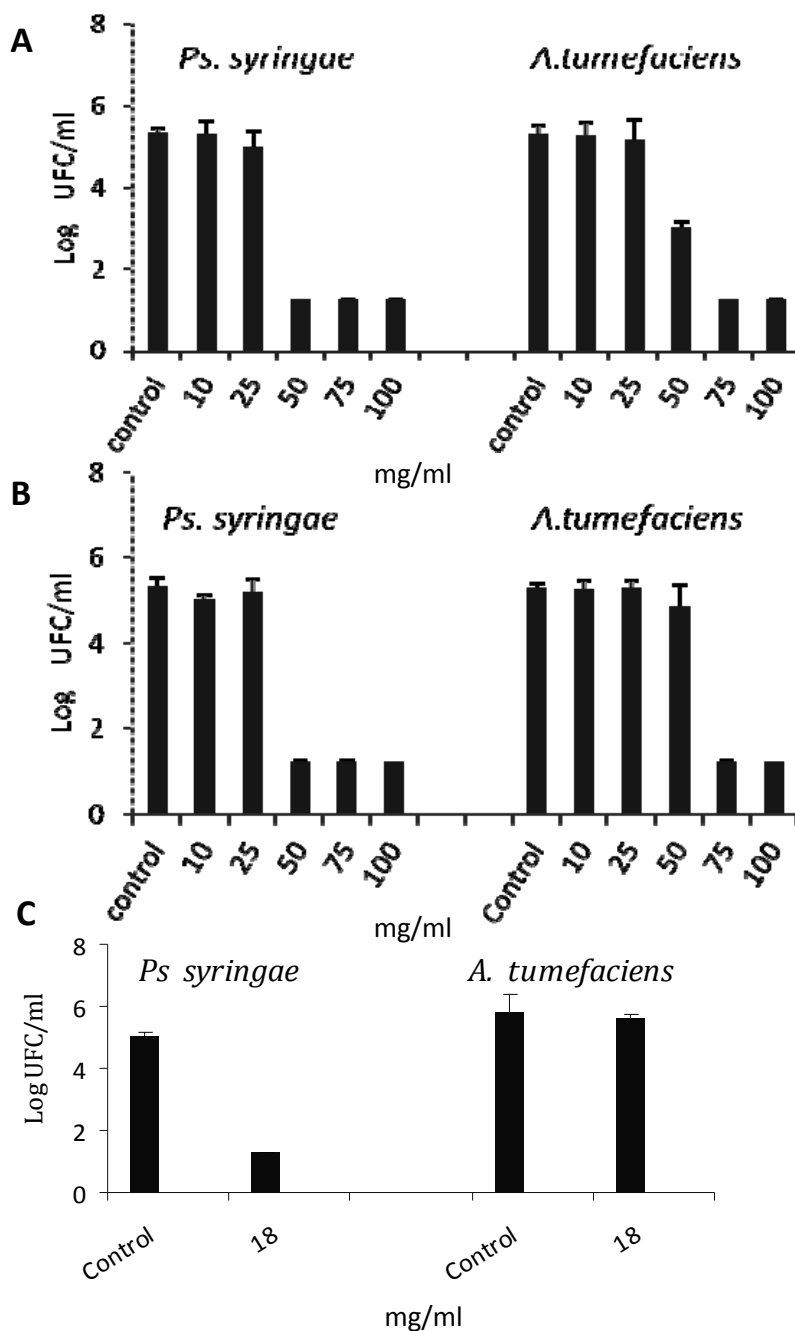 A
Ps. syringae A.tumefaciens
Log UFC/ml
8
6
4
2
0
control 10 25 50 75 100 control 10 25 50 75 100
mg/ml
B
Ps. syringae A.tumefaciens
Log UFC/ml
8
6
4
2
0
control 10 25 50 75 100 Control 10 25 50 75 100
mg/ml
C
Ps syringae A. tumefaciens
Log UFC/ml
8
6
4
2
0
Control 18 Control 18
mg/ml